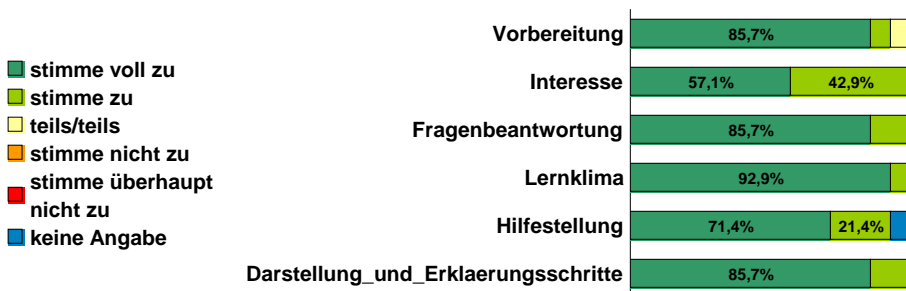 stimme voll zu
stimme zu
teils/teils
stimme nicht zu
stimme überhaupt
nicht zu
keine Angabe
Vorbereitung 85,7%
Interesse 57,1% 42,9%
Fragenbeantwortung 85,7%
Lernklima 92,9%
Hilfestellung 71,4% 21,4%
Darstellung_und_Erklaerungsschritte 85,7%